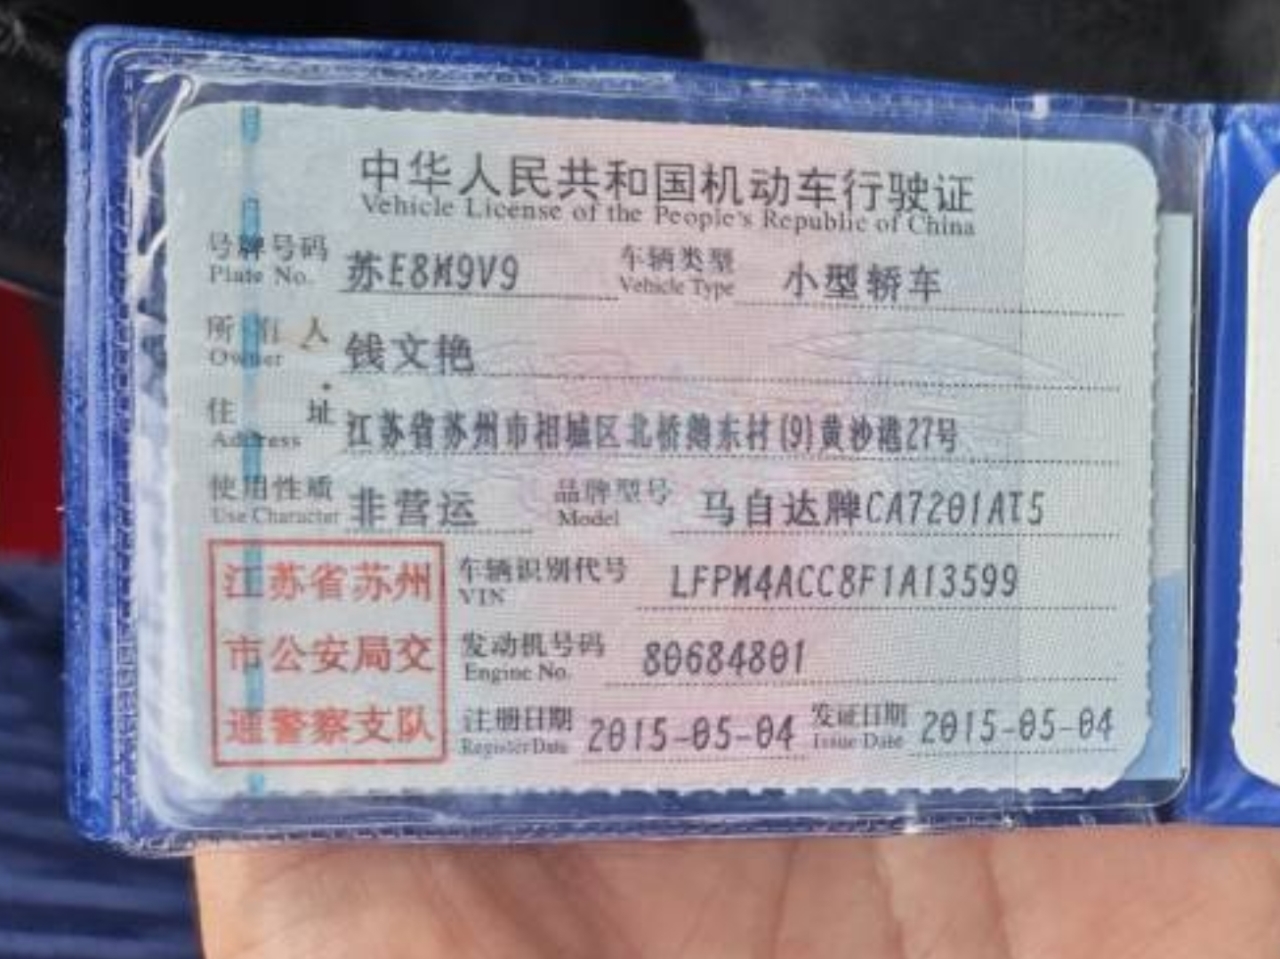 中华人民共和国机动车行驶证
Vehicle License of the People's Republic of China
号牌号码 苏E8M9V9 车辆类型 小型轿车
Plate No. Vehicle Type
所有人 钱文艳
Owner
住址 江苏省苏州市相城区北桥鹅东村(9)黄沙港27号
Address
使用性质 非营运 品牌型号 马自达牌CA7201AT5
Use Character Model
江苏省苏州 车辆识别代号 LFPM4ACC8F1A13599
VIN
市公安局交 发动机号码 80684801
Engine No.
通警察支队 注册日期 2015-05-04 发证日期 2015-05-04
Register Date Issue Date